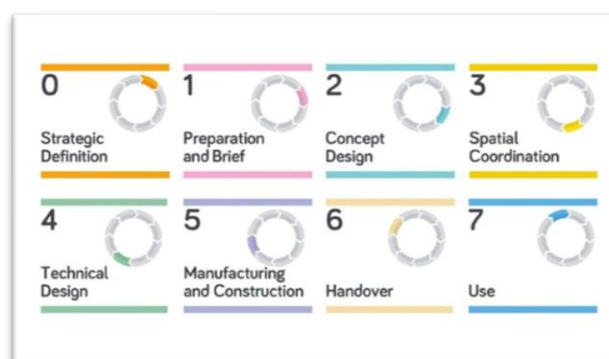 0
Strategic
Definition
1
Preparation
and Brief
2
Concept
Design
3
Spatial
Coordination
4
Technical
Design
5
Manufacturing
and Construction
6
Handover
7
Use